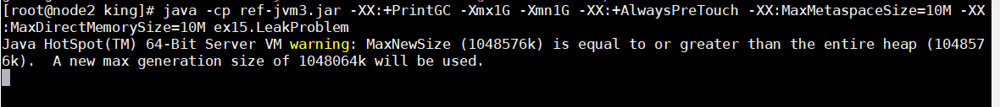 [root@node2 king]# java -cp ref-jvm3.jar -XX:+PrintGC -Xmx1G -Xmn1G -XX:+AlwaysPreTouch -XX:MaxMetaspaceSize=10M -XX
:MaxDirectMemorySize=10M ex15.LeakProblem
Java HotSpot(TM) 64-Bit Server VM warning: MaxNewSize (1048576k) is equal to or greater than the entire heap (104857
6k).  A new max generation size of 1048064k will be used.